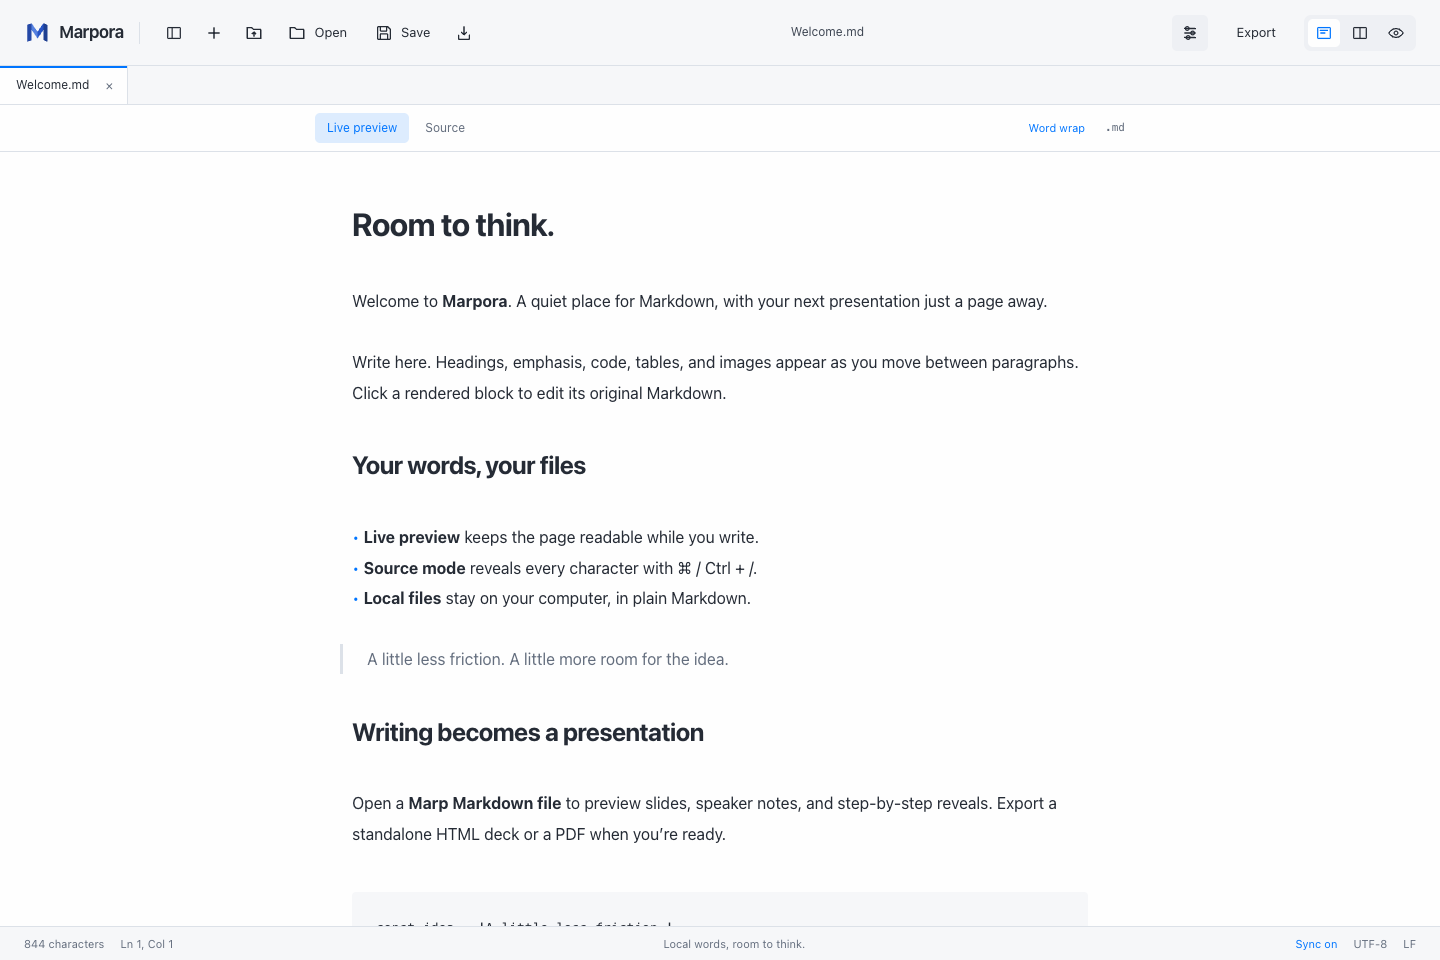 Marpora
Open
Save
Welcome.md
Export
Welcome.md ×
Live preview
Source
Word wrap
.md
Room to think.
Welcome to Marpora. A quiet place for Markdown, with your next presentation just a page away.
Write here. Headings, emphasis, code, tables, and images appear as you move between paragraphs.
Click a rendered block to edit its original Markdown.
Your words, your files
• Live preview keeps the page readable while you write.
• Source mode reveals every character with ⌘ / Ctrl + /.
• Local files stay on your computer, in plain Markdown.
A little less friction. A little more room for the idea.
Writing becomes a presentation
Open a Marp Markdown file to preview slides, speaker notes, and step-by-step reveals. Export a
standalone HTML deck or a PDF when you’re ready.
844 characters
Ln 1, Col 1
Local words, room to think.
Sync on
UTF-8
LF